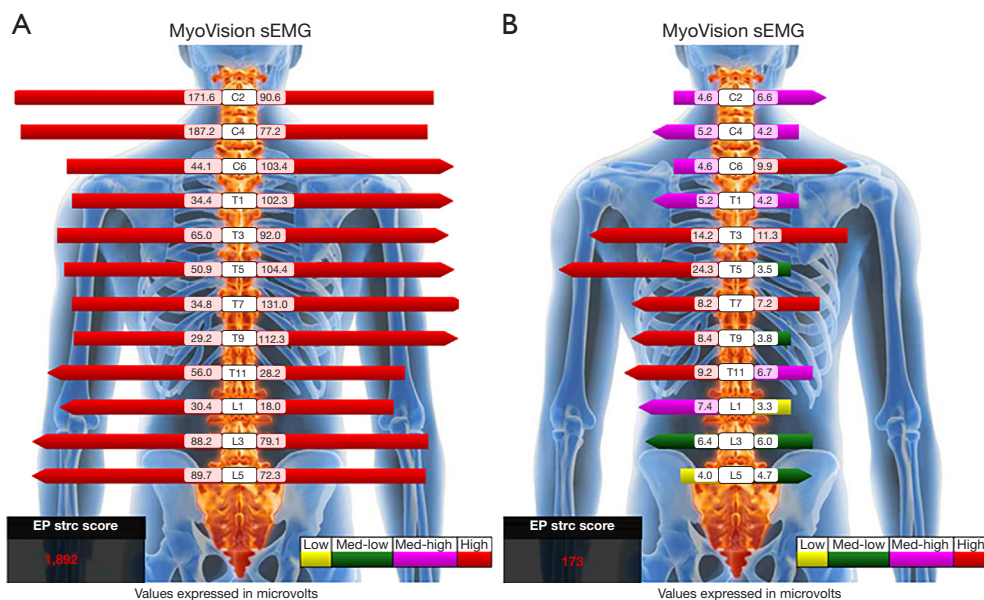 A
MyoVision sEMG
171.6 C2 90.6
187.2 C4 77.2
44.1 C6 103.4
34.4 T1 102.3
65.0 T3 92.0
50.9 T5 104.4
34.8 T7 131.0
29.2 T9 112.3
56.0 T11 28.2
30.4 L1 18.0
88.2 L3 79.1
89.7 L5 72.3
EP strc score
1,892
Low Med-low Med-high High
Values expressed in microvolts
B
MyoVision sEMG
4.6 C2 6.6
5.2 C4 4.2
4.6 C6 9.9
5.2 T1 4.2
14.2 T3 11.3
24.3 T5 3.5
8.2 T7 7.2
8.4 T9 3.8
9.2 T11 6.7
7.4 L1 3.3
6.4 L3 6.0
4.0 L5 4.7
EP strc score
173
Low Med-low Med-high High
Values expressed in microvolts